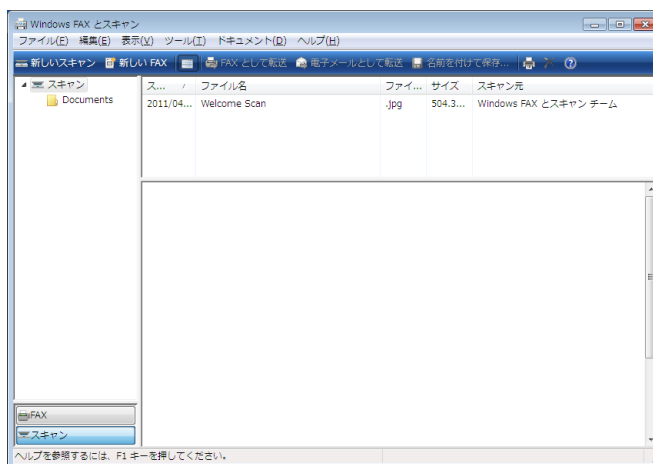 Windows FAX とスキャン
ファイル(F) 編集(E) 表示(V) ツール(T) ドキュメント(D) ヘルプ(H)
新しいスキャン 新しい FAX FAX として転送 電子メールとして転送 名前を付けて保存...
スキャン
Documents
ス... ファイル名 ファイ... サイズ スキャン元
2011/04... Welcome Scan .jpg 504.3... Windows FAX とスキャン チーム
FAX
スキャン
ヘルプを参照するには、F1 キーを押してください。